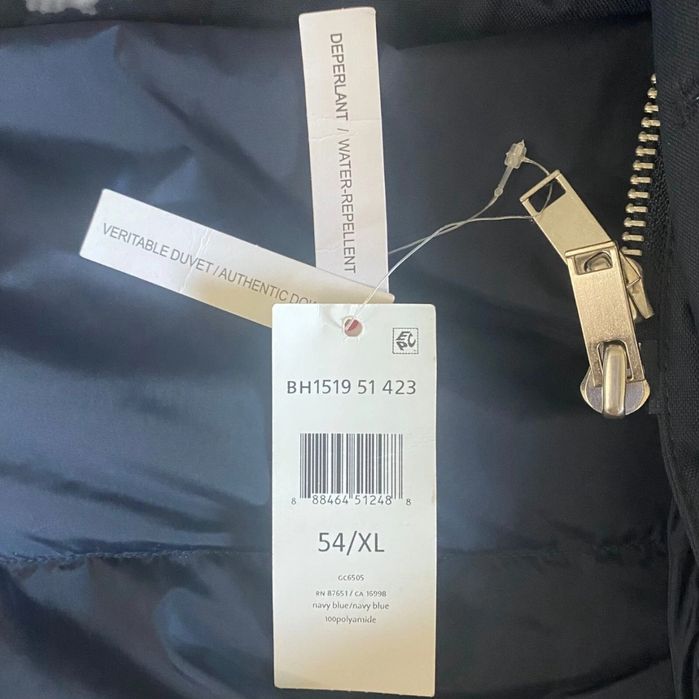 DEPERLANT / WATER-REPELLENT
VERITABLE DUVET / AUTHENTIC
BH1519 51 423
8 88464 51248 8
54/XL
GC6505
RN 87651 / CA 16998
navy blue/navy blue
100polyamide